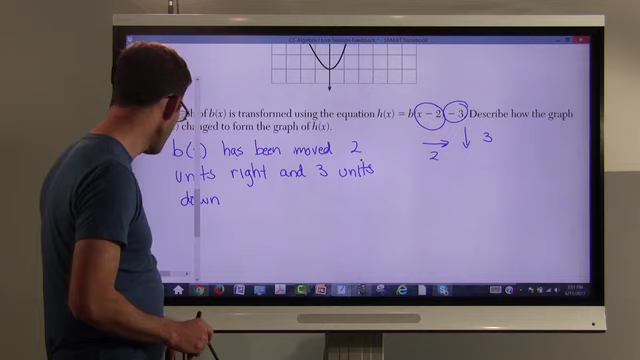 CC Algebra I Live Session Feedback * - SMART Notebook
of b(x) is transformed using the equation h(x) = b(x − 2) − 3. Describe how the graph
changed to form the graph of h(x).
→ 2 ↓ 3
b( ) has been moved 2
units right and 3 units
down